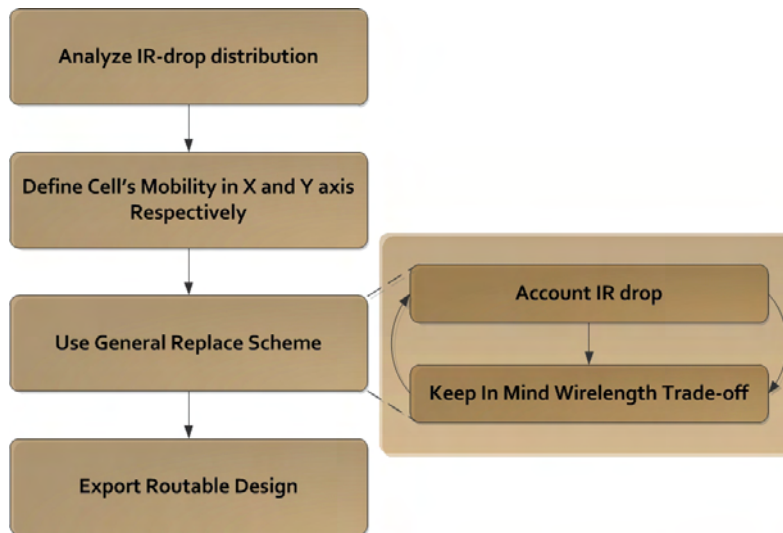 Analyze IR-drop distribution
Define Cell's Mobility in X and Y axis
Respectively
Use General Replace Scheme
Account IR drop
Keep In Mind Wirelength Trade-off
Export Routable Design